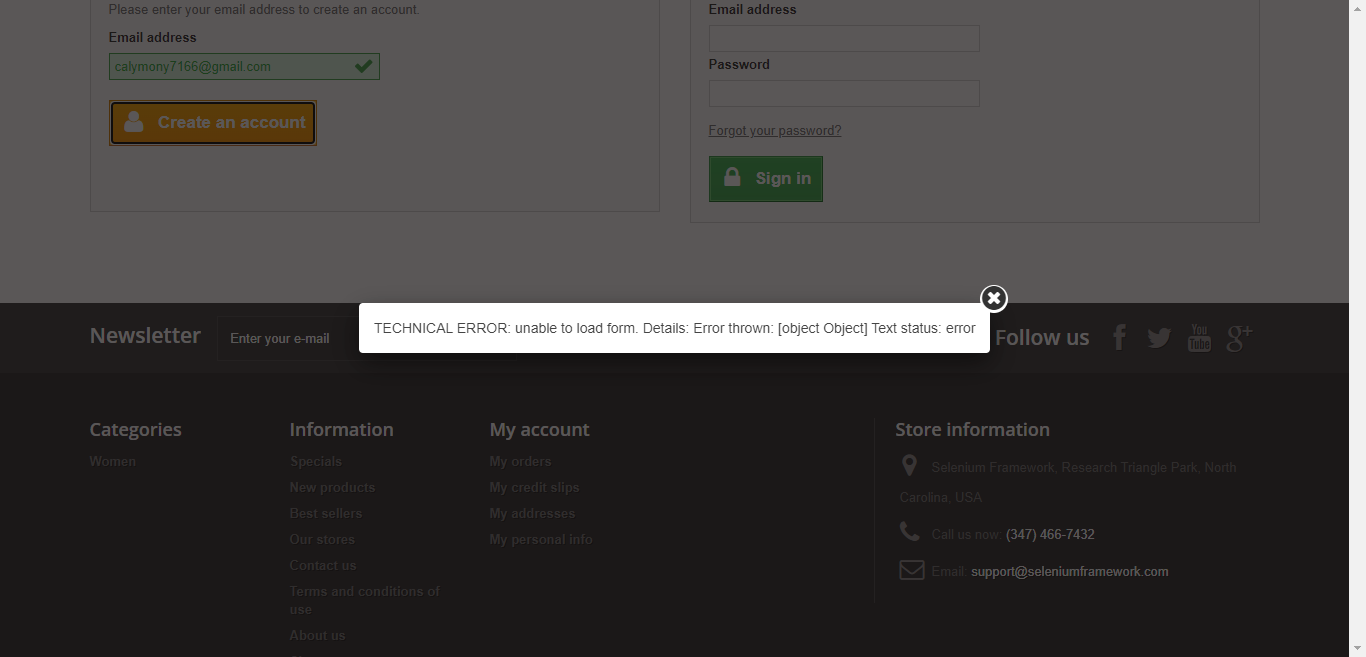 Please enter your email address to create an account.
Email address
calymony7166@gmail.com
Create an account
Email address
Password
Forgot your password?
Sign in
TECHNICAL ERROR: unable to load form. Details: Error thrown: [object Object] Text status: error
Newsletter
Enter your e-mail
Follow us
You
Tube
g+
Categories
Women
Information
Specials
New products
Best sellers
Our stores
Contact us
Terms and conditions of
use
About us
My account
My orders
My credit slips
My addresses
My personal info
Store information
Selenium Framework, Research Triangle Park, North
Carolina, USA
Call us now: (347) 466-7432
Email: support@seleniumframework.com